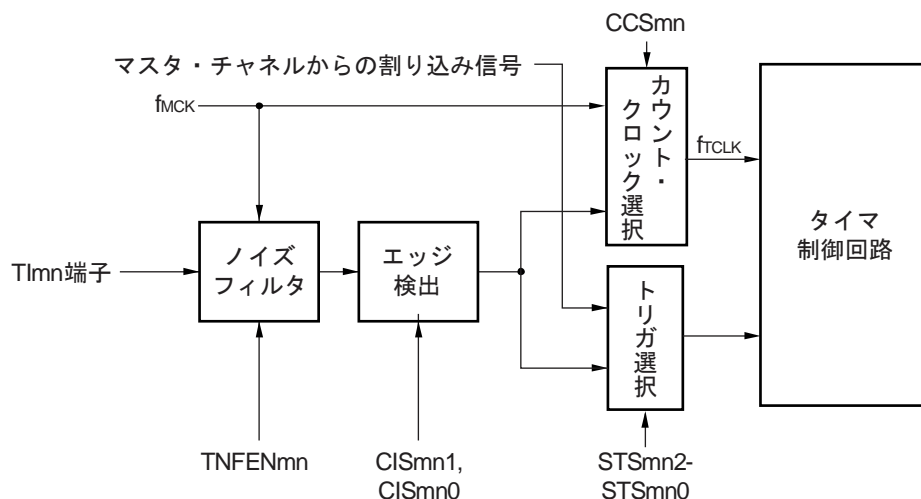 CCSmn
マスタ・チャネルからの割り込み信号
fMCK
カウント・
クロック選択
fTCLK
タイマ
制御回路
TImn端子
ノイズ
フィルタ
エッジ
検出
トリガ選択
TNFENmn
CISmn1,
CISmn0
STSmn2-
STSmn0